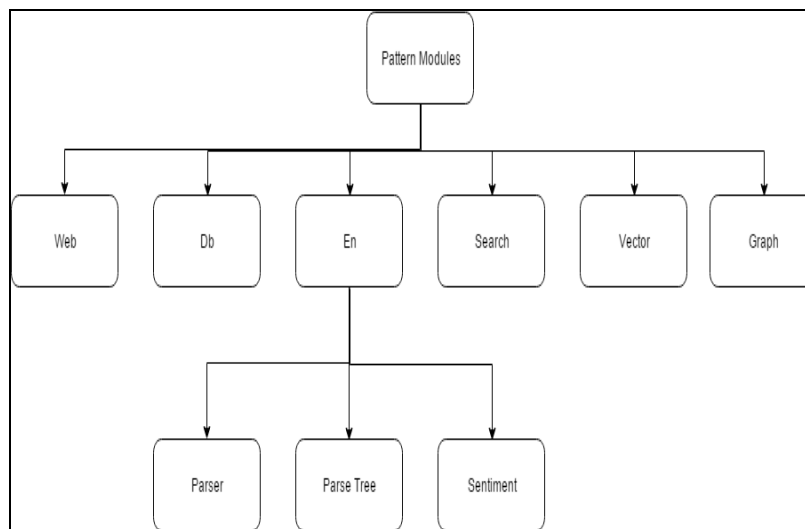 Pattern Modules
Web
Db
En
Search
Vector
Graph
Parser
Parse Tree
Sentiment